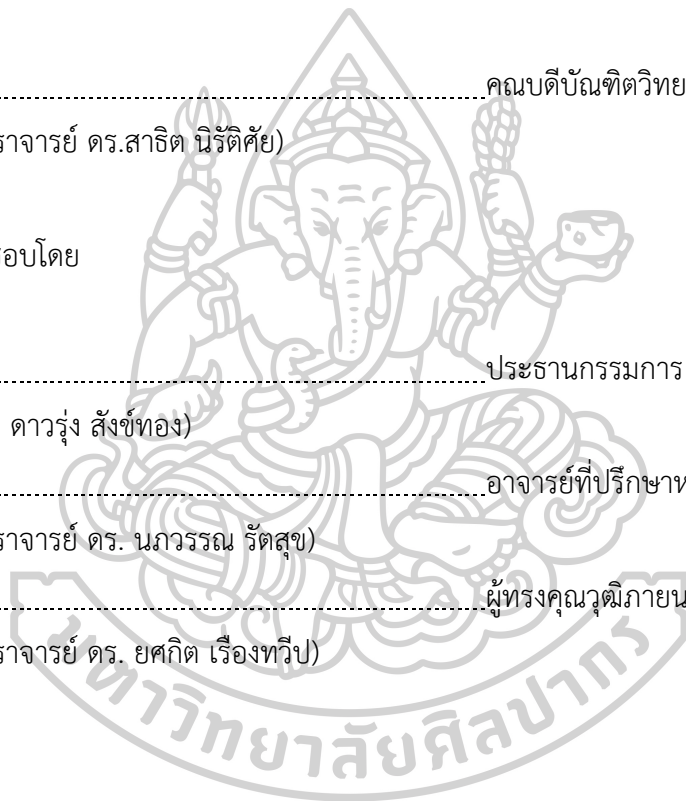 คณบดีบัณฑิตวิทย
ราจารย์ ดร.สาธิต นิรัติศัย)
สอบโดย
ประธานกรรมการ
ดาวรุ่ง สังข์ทอง)
อาจารย์ที่ปรึกษาห
ราจารย์ ดร. นภวรรณ รัตสุข)
ผู้ทรงคุณวุฒิภายน
ราจารย์ ดร. ยศกิต เรืองทวีป)
มหาวิทยาลัยศิลปากร